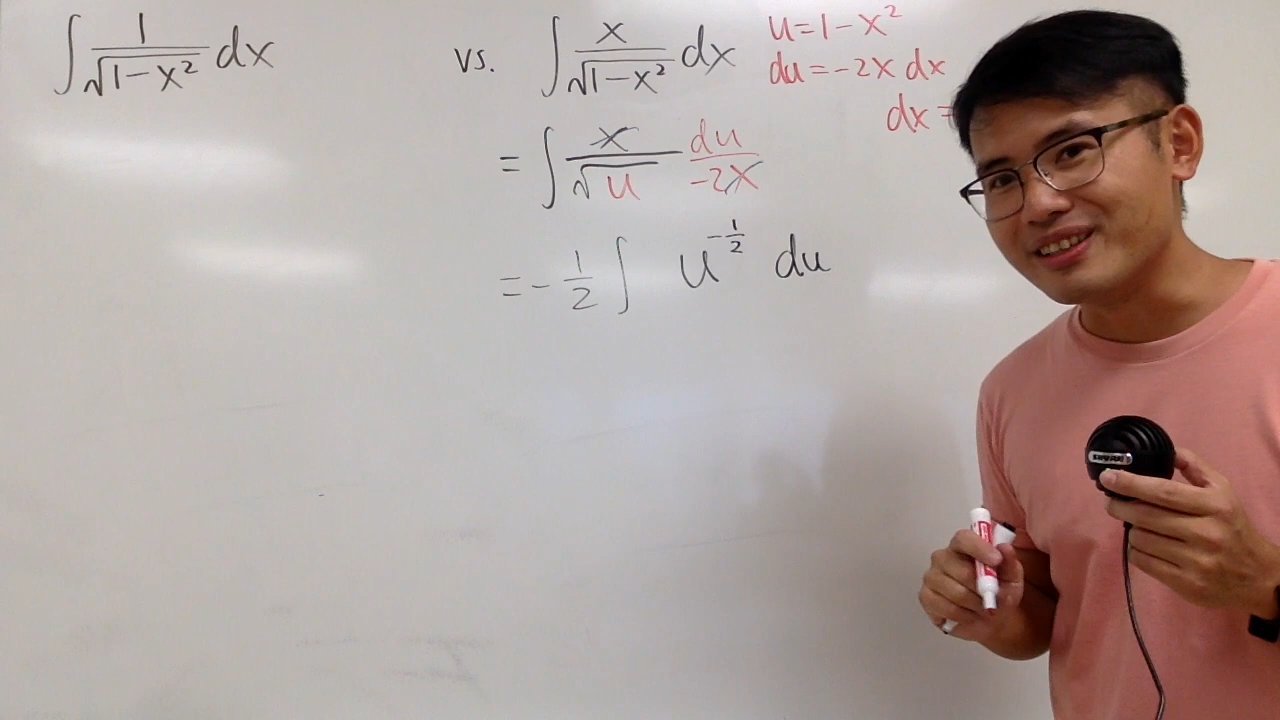 ∫ 1/√(1-x²) dx vs. ∫ x/√(1-x²) dx
u=1-x²
du=-2x dx
dx =
= ∫ x/√u du/-2x
= -1/2 ∫ u^(-1/2) du